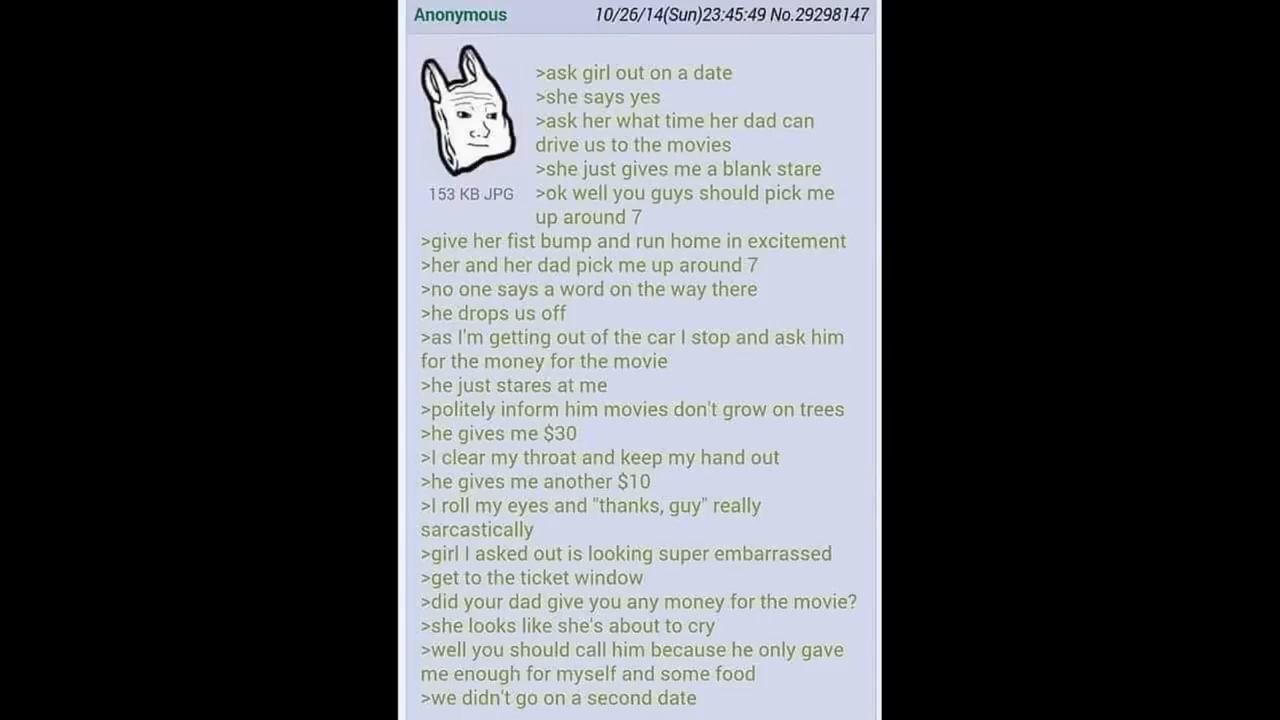 Anonymous 10/26/14(Sun)23:45:49 No.29298147
>ask girl out on a date
>she says yes
>ask her what time her dad can
drive us to the movies
>she just gives me a blank stare
153 KB JPG
>ok well you guys should pick me
up around 7
>give her fist bump and run home in excitement
>her and her dad pick me up around 7
>no one says a word on the way there
>he drops us off
>as I'm getting out of the car I stop and ask him
for the money for the movie
>he just stares at me
>politely inform him movies don't grow on trees
>he gives me $30
>I clear my throat and keep my hand out
>he gives me another $10
>I roll my eyes and "thanks, guy" really
sarcastically
>girl I asked out is looking super embarrassed
>get to the ticket window
>did your dad give you any money for the movie?
>she looks like she's about to cry
>well you should call him because he only gave
me enough for myself and some food
>we didn't go on a second date